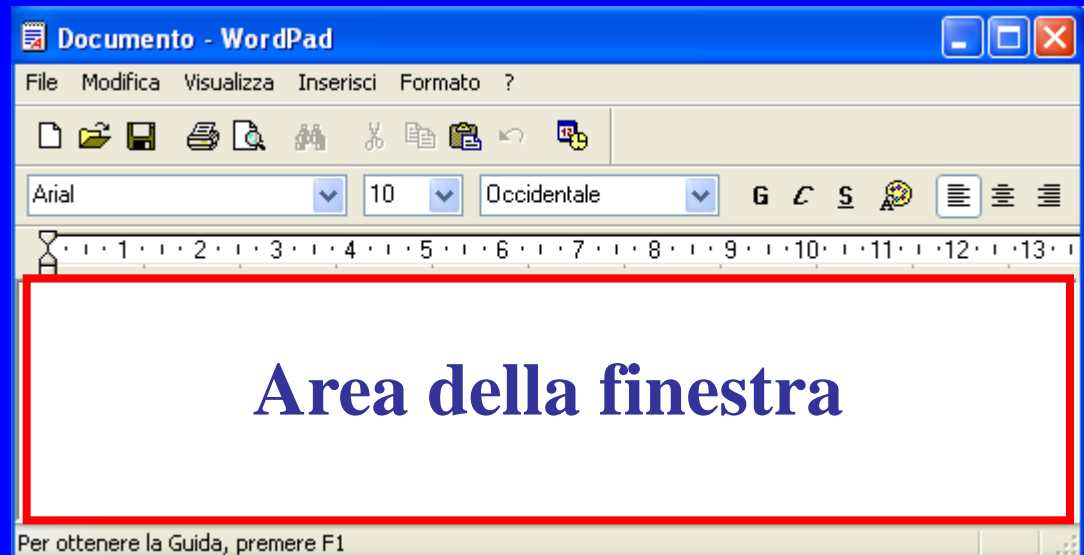 Documento - WordPad
File Modifica Visualizza Inserisci Formato ?
Arial 10 Occidentale G C S
1 2 3 4 5 6 7 8 9 10 11 12 13
Area della finestra
Per ottenere la Guida, premere F1